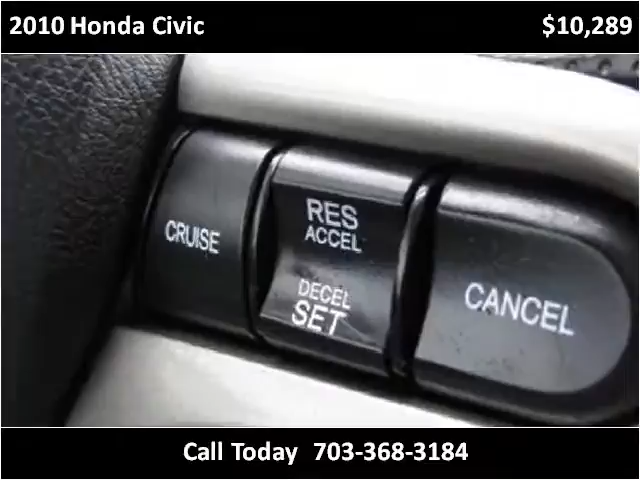 2010 Honda Civic $10,289
CRUISE
RES
ACCEL
DECEL
SET
CANCEL
Call Today 703-368-3184